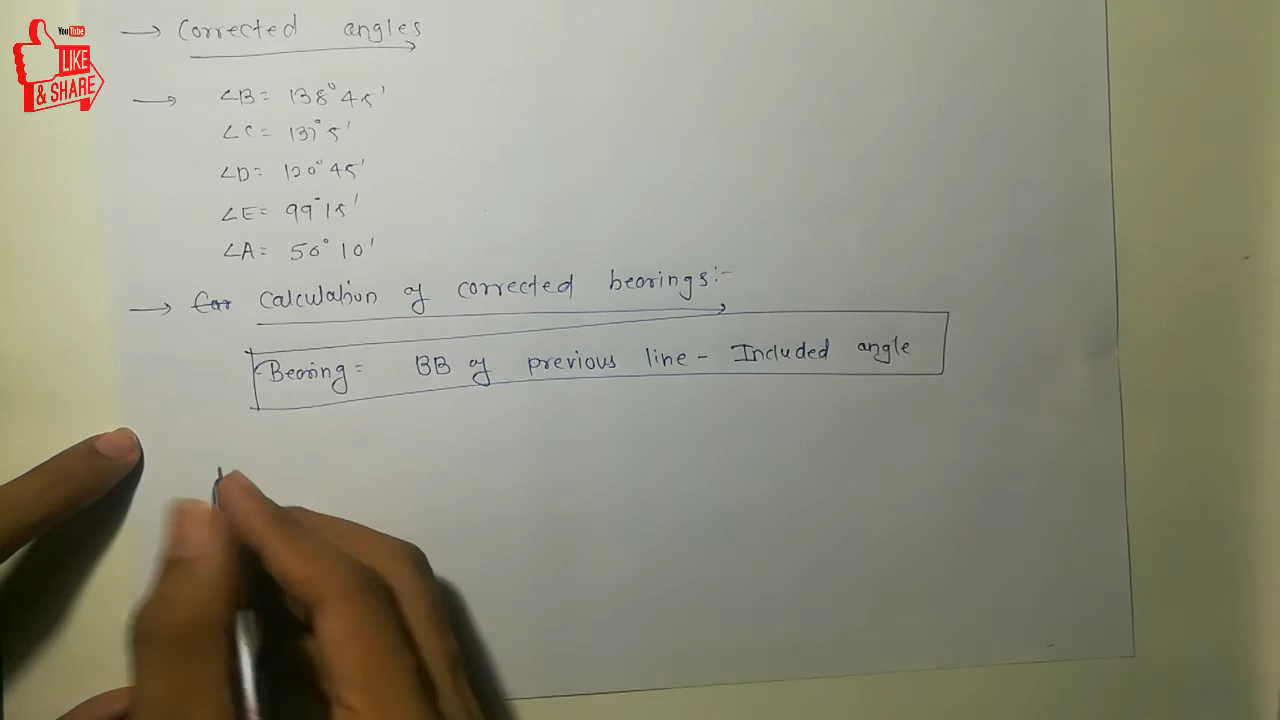 YouTube
LIKE
& SHARE
→ Corrected angles
→ ∠B = 138° 45'
∠C = 137° 5'
∠D = 120° 45'
∠E = 99° 15'
∠A = 50° 10'
→ for Calculation of corrected bearings:-
Bearing = BB of previous line - Included angle